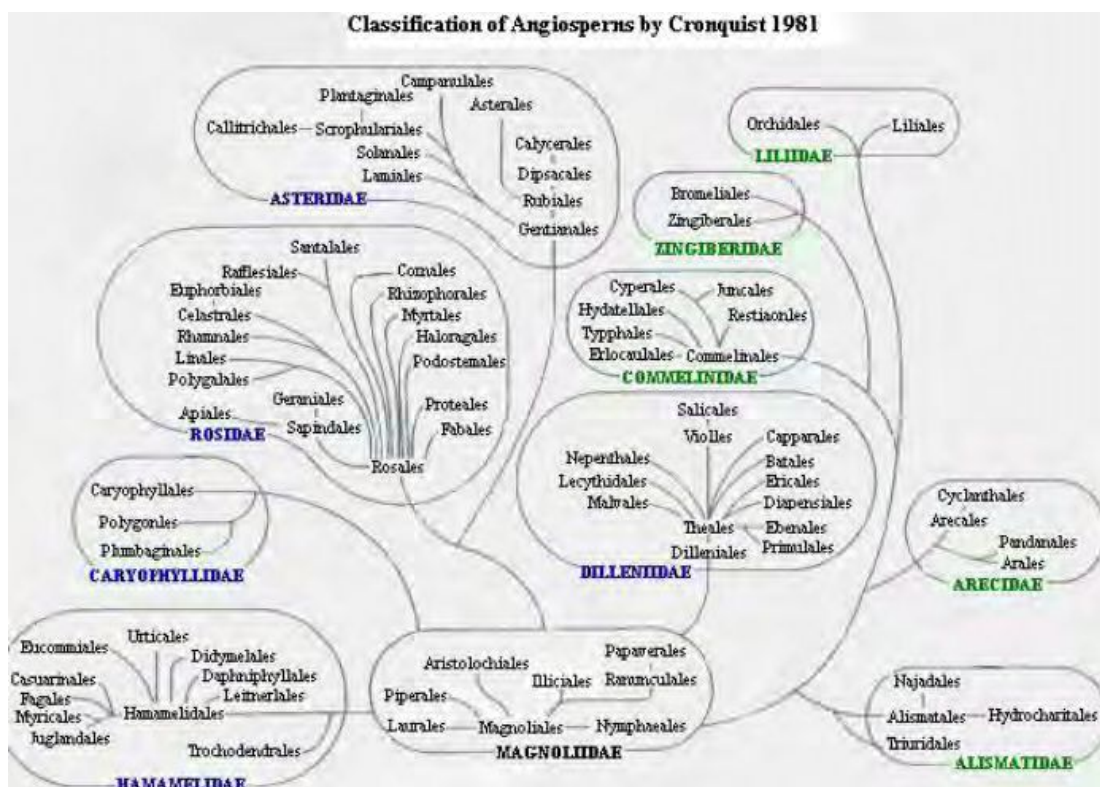 Classification of Angiosperns by Cronquist 1981
Campanulales
Plantaginales
Asterales
Callitrichales
Scrophulariales
Solanales
Lamiales
Calycerales
Dipsacales
Rubiales
Gentianales
ASTERIDAE
Orchidales
Liliales
LILIIDAE
Bromeliales
Zingiberales
ZINGIBERIDAE
Santalales
Rafflesiales
Euphorbiales
Celastrales
Rhamnales
Linales
Polygalales
Geraniales
Apiales
Sapindales
Cornales
Rhizophorales
Myrtales
Haloragales
Podostemales
Proteales
Fabales
Rosales
ROSIDAE
Cyperales
Juncales
Hydatellales
Restiaonles
Typphales
Erlocaulales
Commelinales
COMMELINIDAE
Salicales
Violles
Capparales
Nepenthales
Batales
Lecythidales
Ericales
Malvales
Diapensiales
Theales
Ebenales
Dilleniales
Primulales
DILLENIIDAE
Caryophyllales
Polygonles
Plumbaginales
CARYOPHYLLIDAE
Cyclanthales
Arecales
Pandanales
Arales
ARECIDAE
Urticales
Eucommiales
Didymelales
Casuarinales
Daphniphyllales
Fagales
Leitnerlales
Myricales
Hamamelidales
Juglandales
Trochodendrales
HAMAMELIDAE
Papaverales
Aristolochiales
Illiciales
Ranunculales
Piperales
Laurales
Magnoliales
Nymphaeales
MAGNOLIIDAE
Najadales
Alismatales
Hydrocharitales
Triuridales
ALISMATIDAE